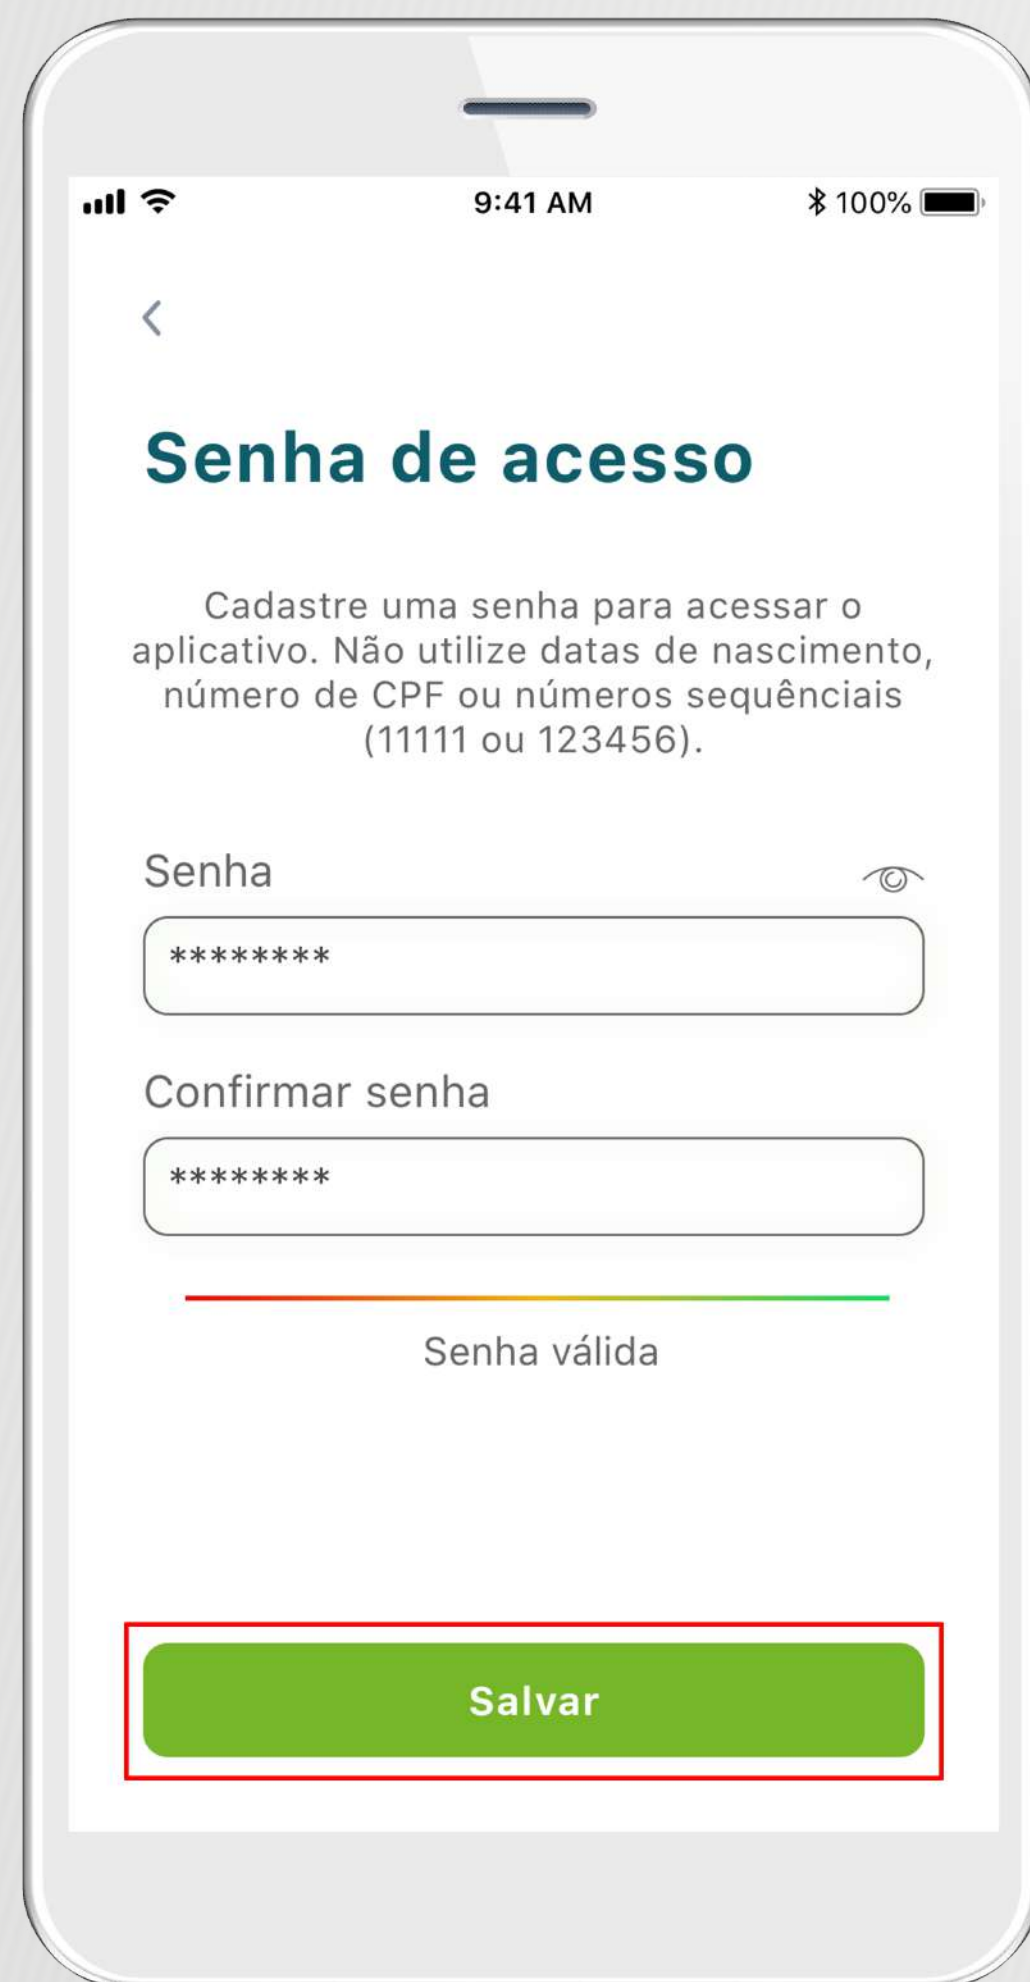 9:41 AM
100%
Senha de acesso
Cadastre uma senha para acessar o
aplicativo. Não utilize datas de nascimento,
número de CPF ou números sequênciais
(11111 ou 123456).
Senha
********
Confirmar senha
********
Senha válida
Salvar